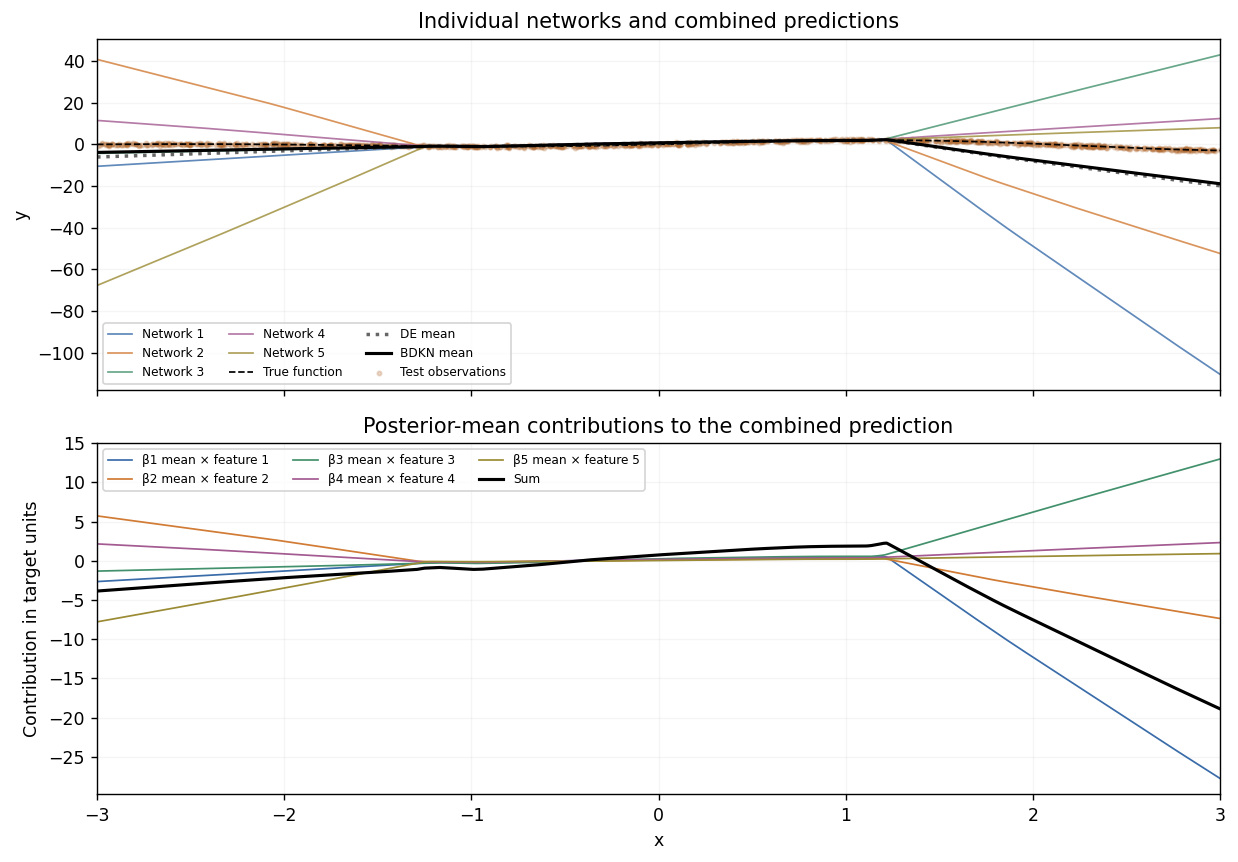 Individual networks and combined predictions
40
20
0
−20
−40
−60
−80
−100
y
Network 1
Network 2
Network 3
Network 4
Network 5
True function
DE mean
BDKN mean
Test observations
Posterior-mean contributions to the combined prediction
15
10
5
0
−5
−10
−15
−20
−25
Contribution in target units
β1 mean × feature 1
β2 mean × feature 2
β3 mean × feature 3
β4 mean × feature 4
β5 mean × feature 5
Sum
−3
−2
−1
0
1
2
3
x